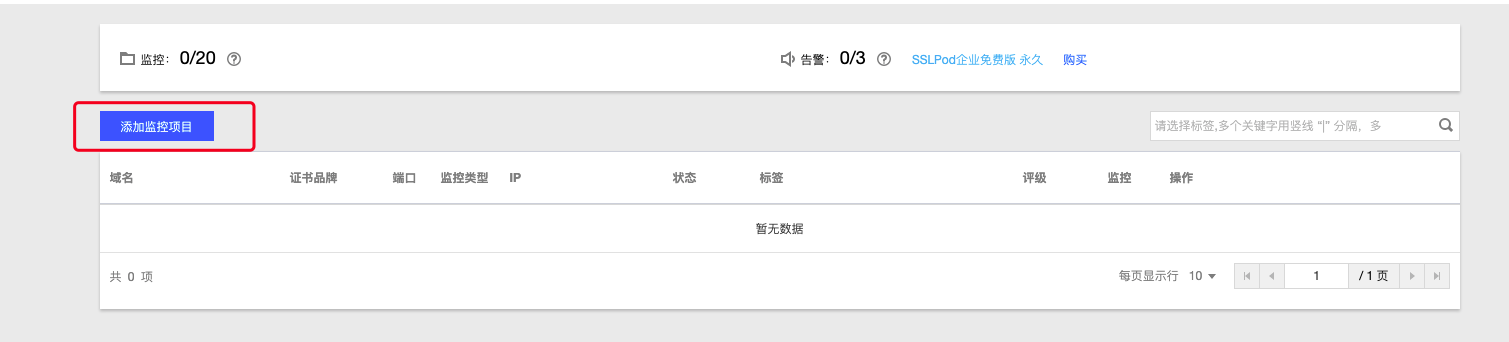 监控： 0/20 ?
告警： 0/3 ? SSLPod企业免费版 永久 购买
添加监控项目
请选择标签,多个关键字用竖线 “|” 分隔，多
域名 证书品牌 端口 监控类型 IP 状态 标签 评级 监控 操作
暂无数据
共 0 项
每页显示行 10 1 / 1 页